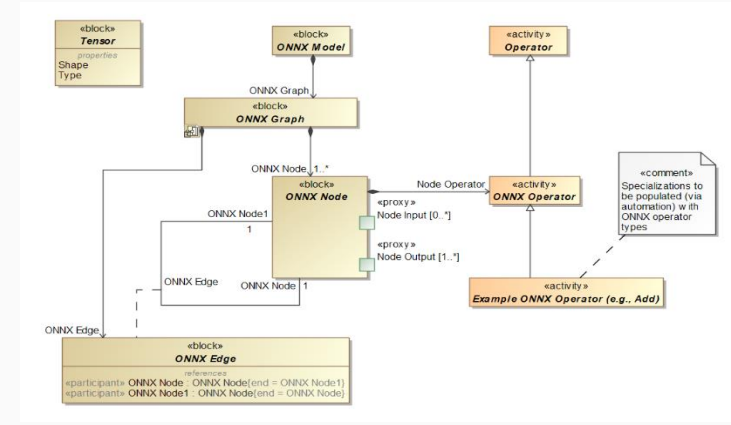 «block»
Tensor
properties
Shape
Type
«block»
ONNX Model
«activity»
Operator
ONNX Graph
«block»
ONNX Graph
ONNX Node
1..*
«block»
ONNX Node
Node Operator
«activity»
ONNX Operator
«comment»
Specializations to
be populated (via
automation) with
ONNX operator
types
«proxy»
Node Input [0..*]
ONNX Node1
1
«proxy»
Node Output [1..*]
ONNX Edge
ONNX Node
1
«activity»
Example ONNX Operator (e.g., Add)
ONNX Edge
«block»
ONNX Edge
references
«participant» ONNX Node : ONNX Node{end = ONNX Node1}
«participant» ONNX Node1 : ONNX Node{end = ONNX Node}